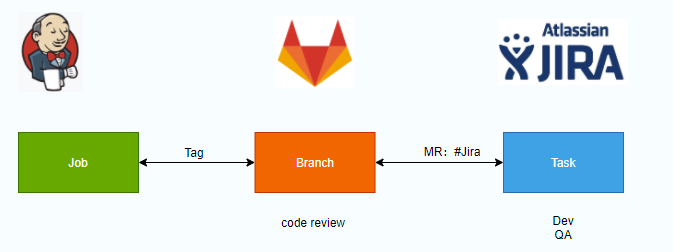 Atlassian
JIRA
Job
Tag
Branch
MR：#Jira
Task
code review
Dev
QA